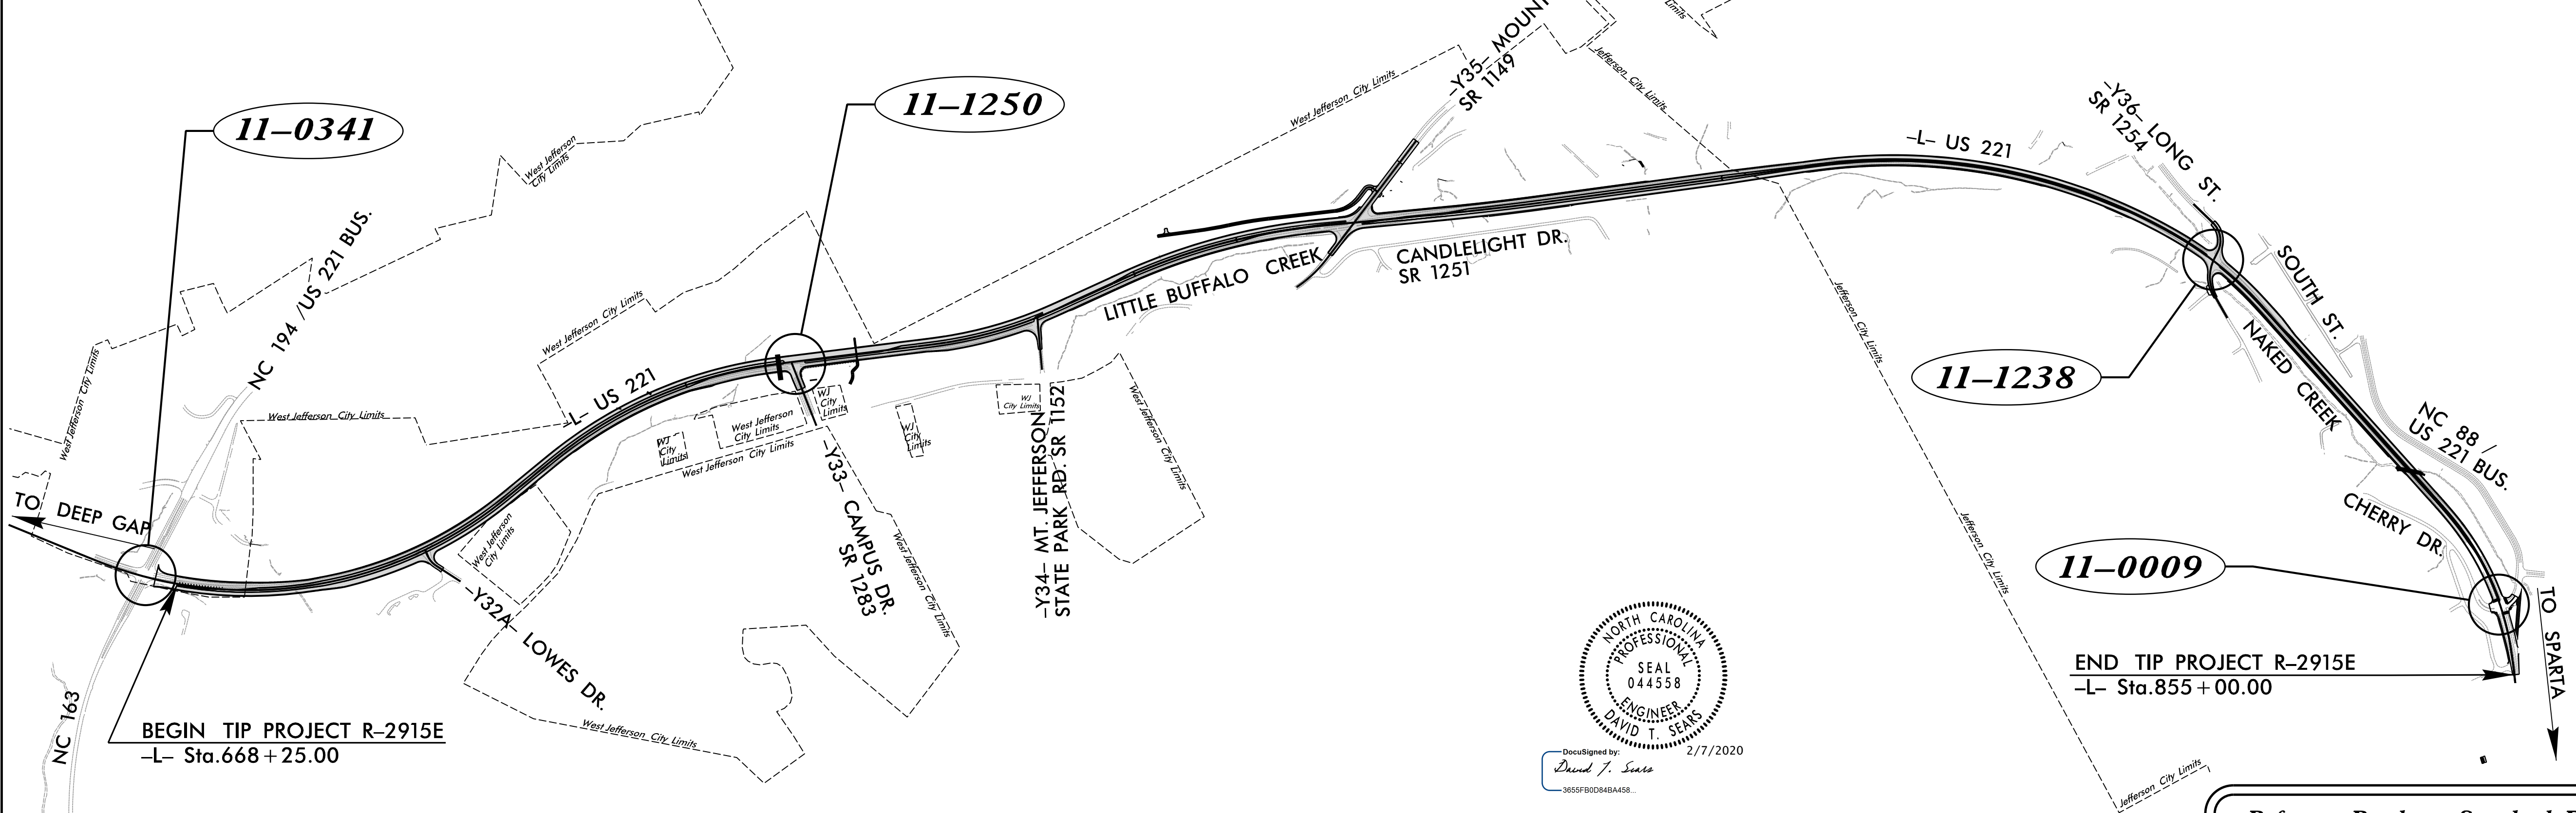 11–0341
11–1250
–Y35– MOUN
SR 1149
Limits
Jefferson City Limits
West Jefferson City Limits
West Jefferson
City Limits
NC 194 /US 221 BUS.
–L– US 221
–Y36– LONG ST.
SR 1254
SOUTH ST.
CANDLELIGHT DR.
SR 1251
LITTLE BUFFALO CREEK
West Jefferson City Limits
Jefferson City Limits
11–1238
NAKED CREEK
NC 88 /
US 221 BUS.
CHERRY DR.
–L– US 221
West Jefferson City Limits
West Jefferson City Limits
WJ
City
Limits
West Jefferson
City Limits
West Jefferson City Limits
WJ
City
Limits
WJ
City
Limits
WJ
City Limits
West Jefferson City Limits
–Y34– MT. JEFFERSON
STATE PARK RD. SR 1152
–Y33– CAMPUS DR.
SR 1283
West Jefferson City Limits
TO DEEP GAP
West Jefferson
City Limits
–Y32A– LOWES DR.
West Jefferson City Limits
NC 163
BEGIN TIP PROJECT R–2915E
–L– Sta.668+25.00
Jefferson City Limits
11–0009
TO SPARTA
END TIP PROJECT R–2915E
–L– Sta.855+00.00
NORTH CAROLINA
PROFESSIONAL
SEAL
044558
ENGINEER
DAVID T. SEARS
2/7/2020
DocuSigned by:
David T. Sears
3655FB0D84BA458...
Jefferson City Limits